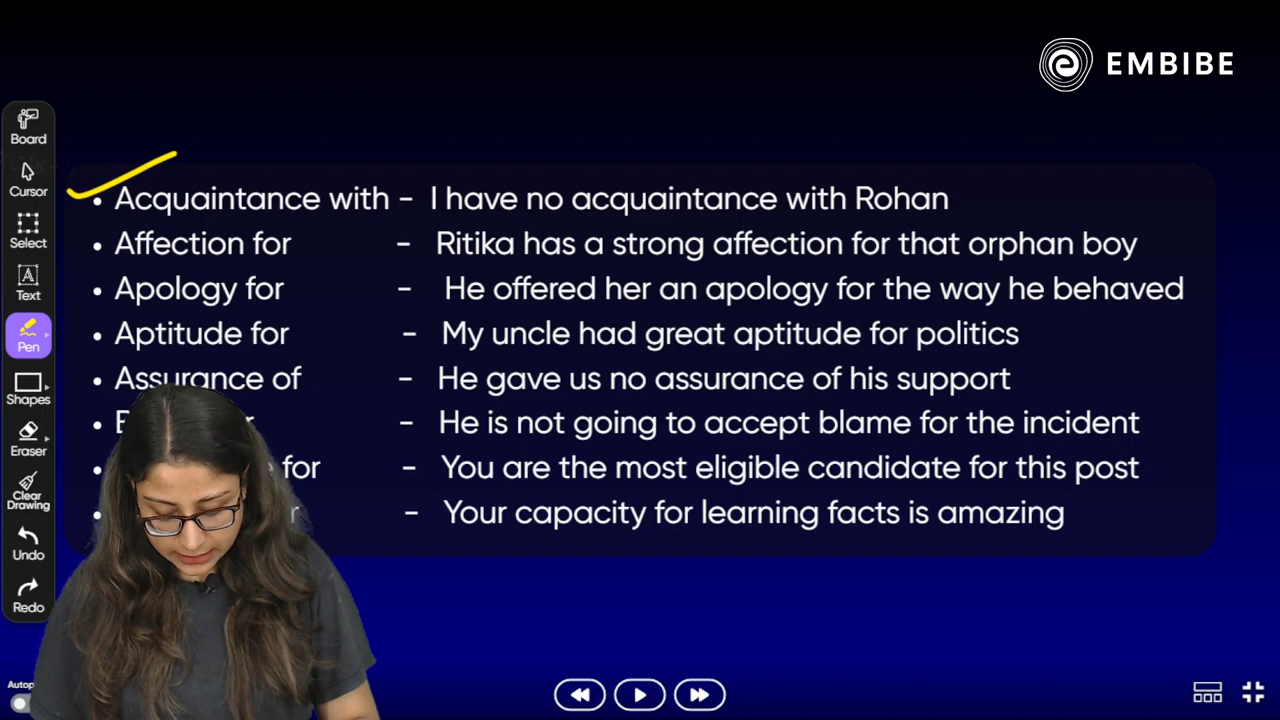 EMBIBE
Board
Cursor
Select
Text
Pen
Shapes
Eraser
Clear
Drawing
Undo
Redo
• Acquaintance with - I have no acquaintance with Rohan
• Affection for - Ritika has a strong affection for that orphan boy
• Apology for - He offered her an apology for the way he behaved
• Aptitude for - My uncle had great aptitude for politics
• Assurance of - He gave us no assurance of his support
• - He is not going to accept blame for the incident
• for - You are the most eligible candidate for this post
• - Your capacity for learning facts is amazing